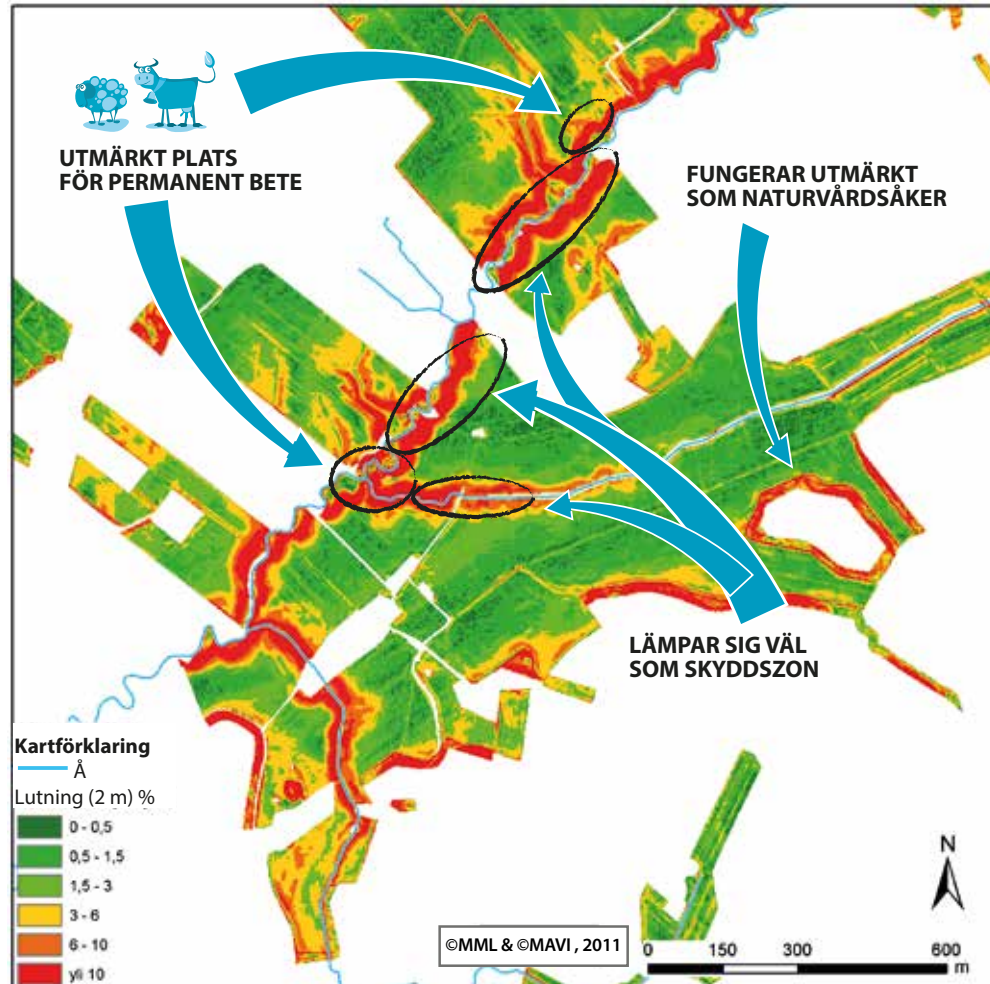 UTMÄRKT PLATS
FÖR PERMANENT BETE
FUNGERAR UTMÄRKT
SOM NATURVÅRDSÅKER
LÄMPAR SIG VÄL
SOM SKYDDSZON
Kartförklaring
Å
Lutning (2 m) %
0 - 0,5
0,5 - 1,5
1,5 - 3
3 - 6
6 - 10
yli 10
©MML & ©MAVI , 2011
N
0 150 300 600
m